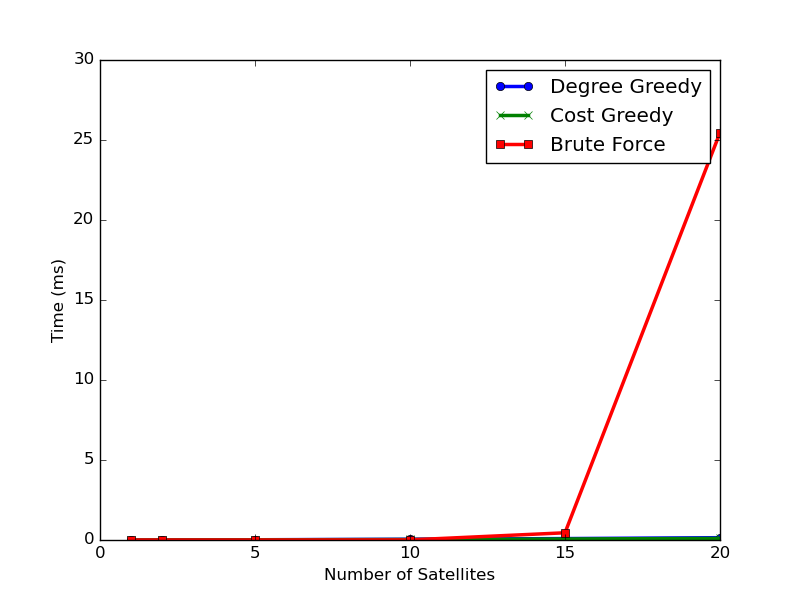 30
25
20
15
10
5
0
Time (ms)
Degree Greedy
Cost Greedy
Brute Force
0 5 10 15 20
Number of Satellites